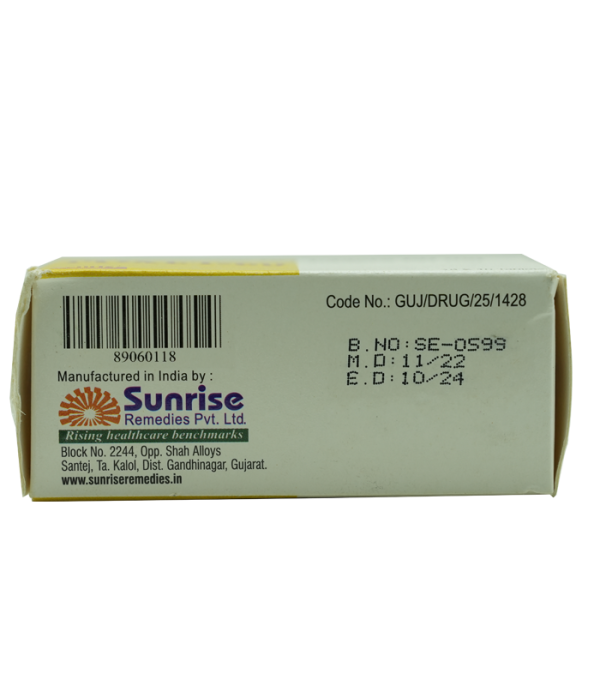 89060118
Manufactured in India by :
Sunrise
Remedies Pvt. Ltd.
Rising healthcare benchmarks
Block No. 2244, Opp. Shah Alloys
Santej, Ta. Kalol, Dist. Gandhinagar, Gujarat.
www.sunriseremedies.in
Code No.: GUJ/DRUG/25/1428
B.NO:SE-0599
M.D:11/22
E.D:10/24